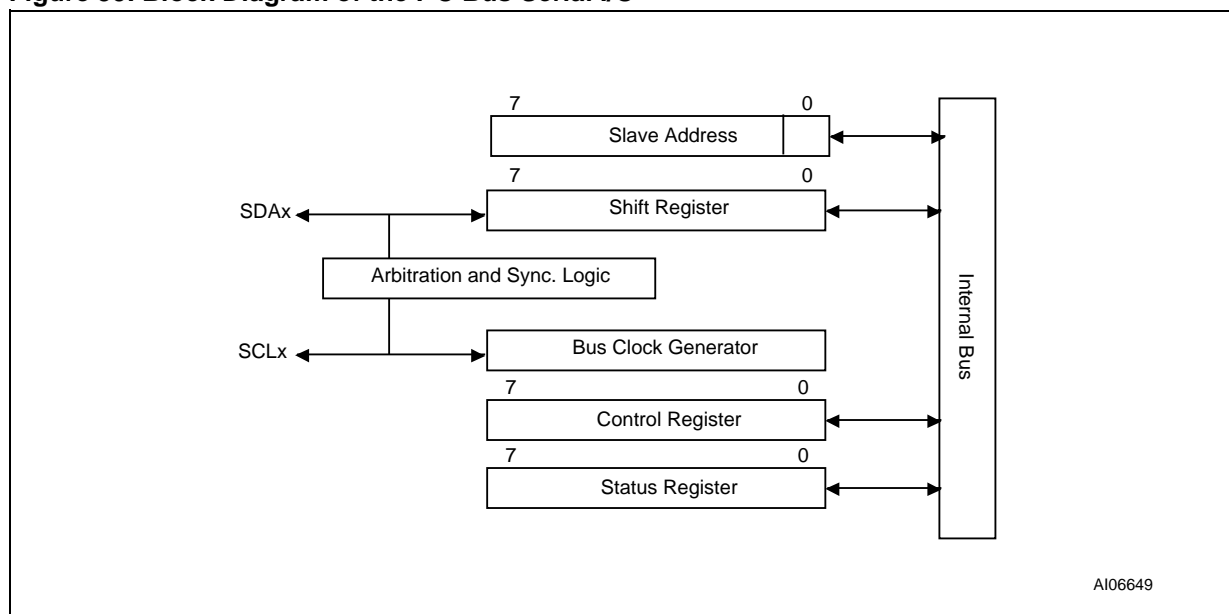 7 0
Slave Address
7 0
SDAx
Shift Register
Arbitration and Sync. Logic
Internal Bus
SCLx
Bus Clock Generator
7 0
Control Register
7 0
Status Register
AI06649